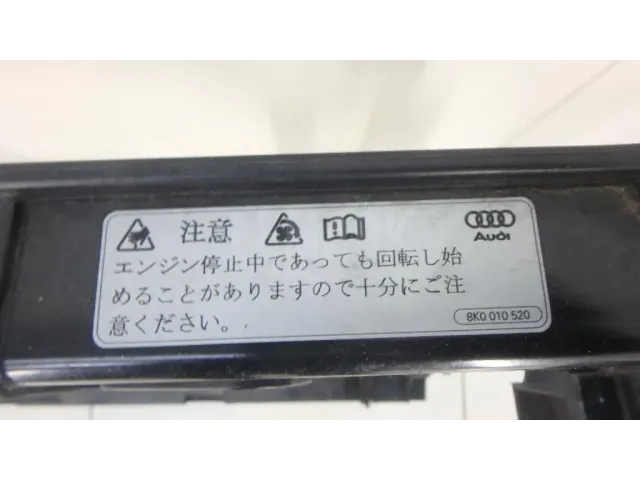 注意
Audi
エンジン停止中であっても回転し始
めることがありますので十分にご注
意ください。
8K0 010 520